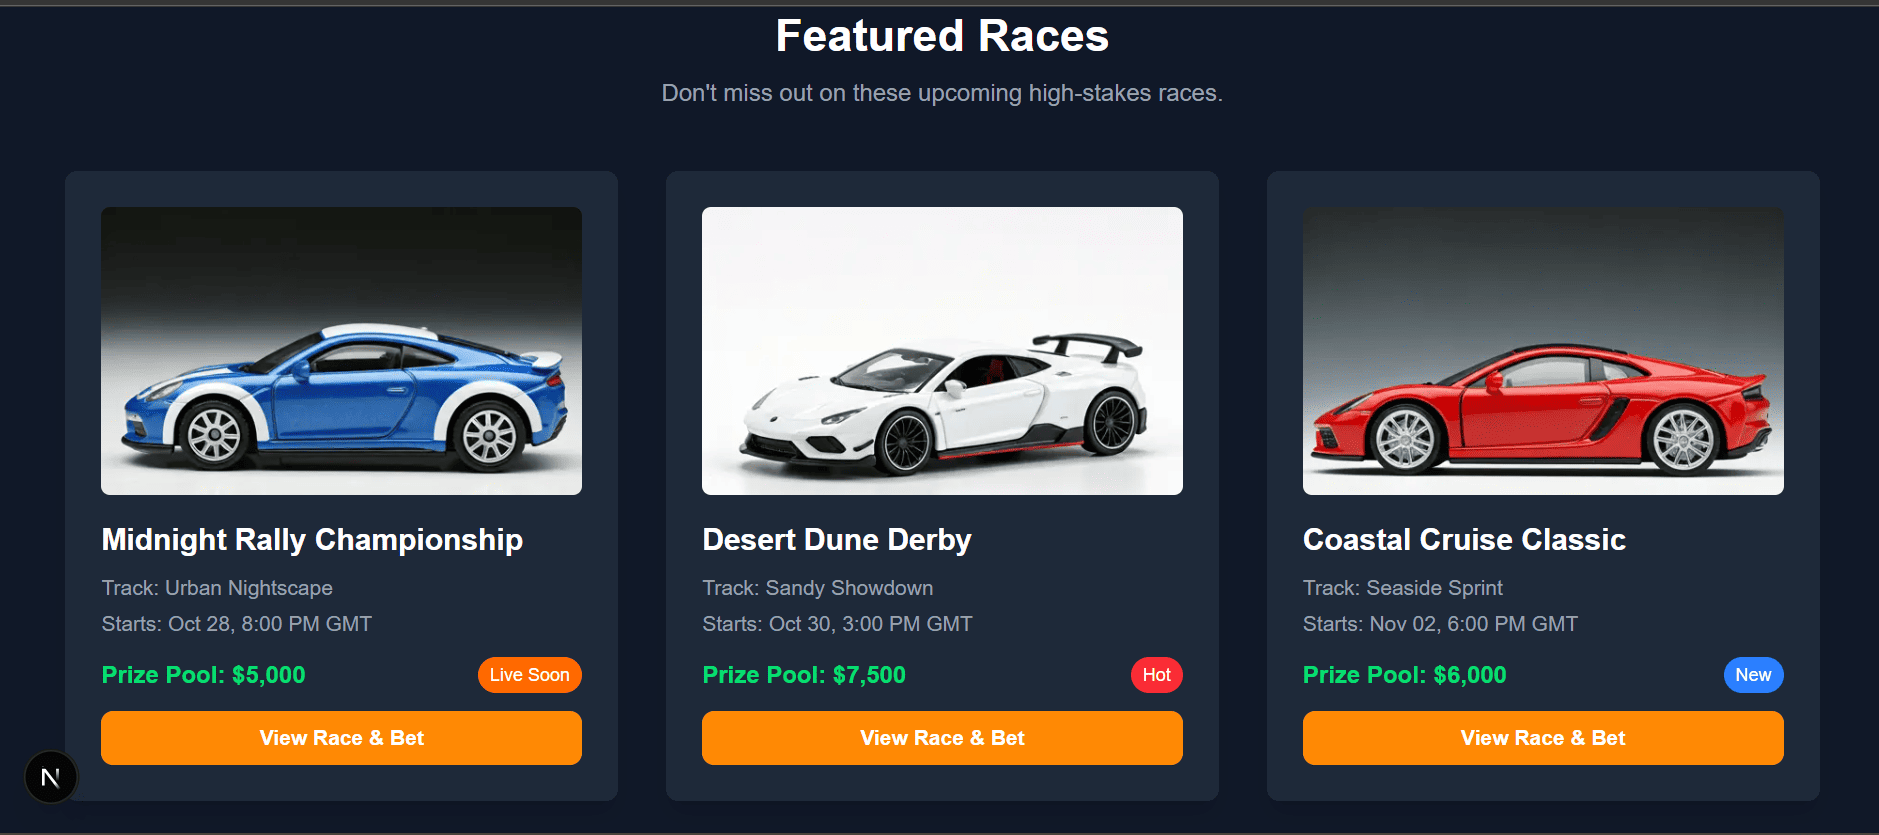 Featured Races
Don't miss out on these upcoming high-stakes races.
Midnight Rally Championship
Track: Urban Nightscape
Starts: Oct 28, 8:00 PM GMT
Prize Pool: $5,000
Live Soon
View Race & Bet
Desert Dune Derby
Track: Sandy Showdown
Starts: Oct 30, 3:00 PM GMT
Prize Pool: $7,500
Hot
View Race & Bet
Coastal Cruise Classic
Track: Seaside Sprint
Starts: Nov 02, 6:00 PM GMT
Prize Pool: $6,000
New
View Race & Bet
N